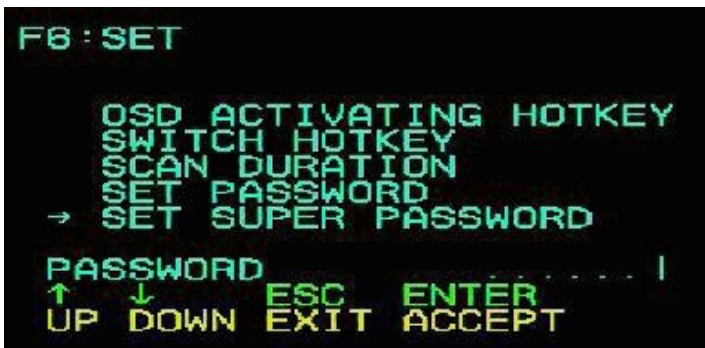 F6:SET
OSD ACTIVATING HOTKEY
SWITCH HOTKEY
SCAN DURATION
SET PASSWORD
→ SET SUPER PASSWORD
PASSWORD ...... |
↑ ↓ ESC ENTER
UP DOWN EXIT ACCEPT